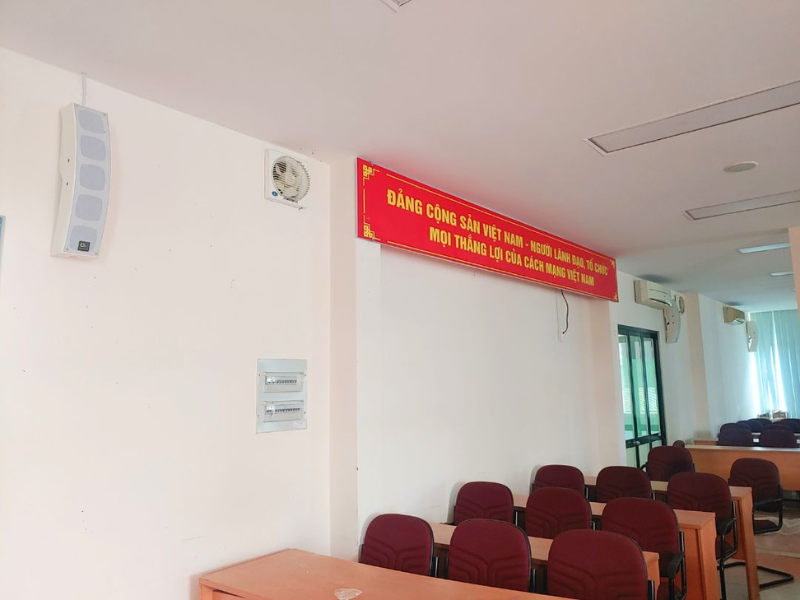 ĐẢNG CỘNG SẢN VIỆT NAM - NGƯỜI LÃNH ĐẠO, TỔ CHỨC
MỌI THẮNG LỢI CỦA CÁCH MẠNG VIỆT NAM